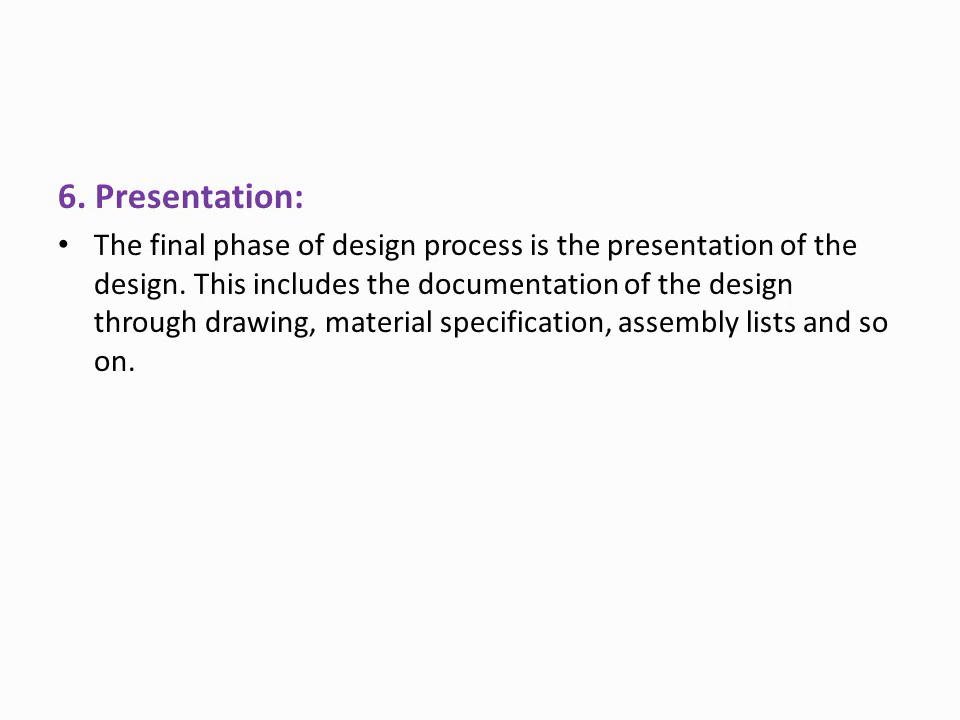 6. Presentation:
• The final phase of design process is the presentation of the
design. This includes the documentation of the design
through drawing, material specification, assembly lists and so
on.